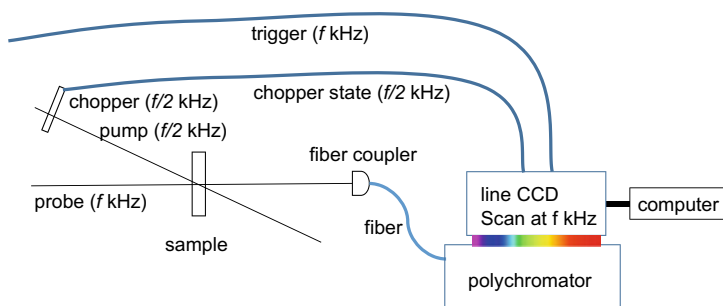 trigger (f kHz)
chopper (f/2 kHz)
chopper state (f/2 kHz)
pump (f/2 kHz)
fiber coupler
probe (f kHz)
sample
fiber
line CCD
Scan at f kHz
computer
polychromator